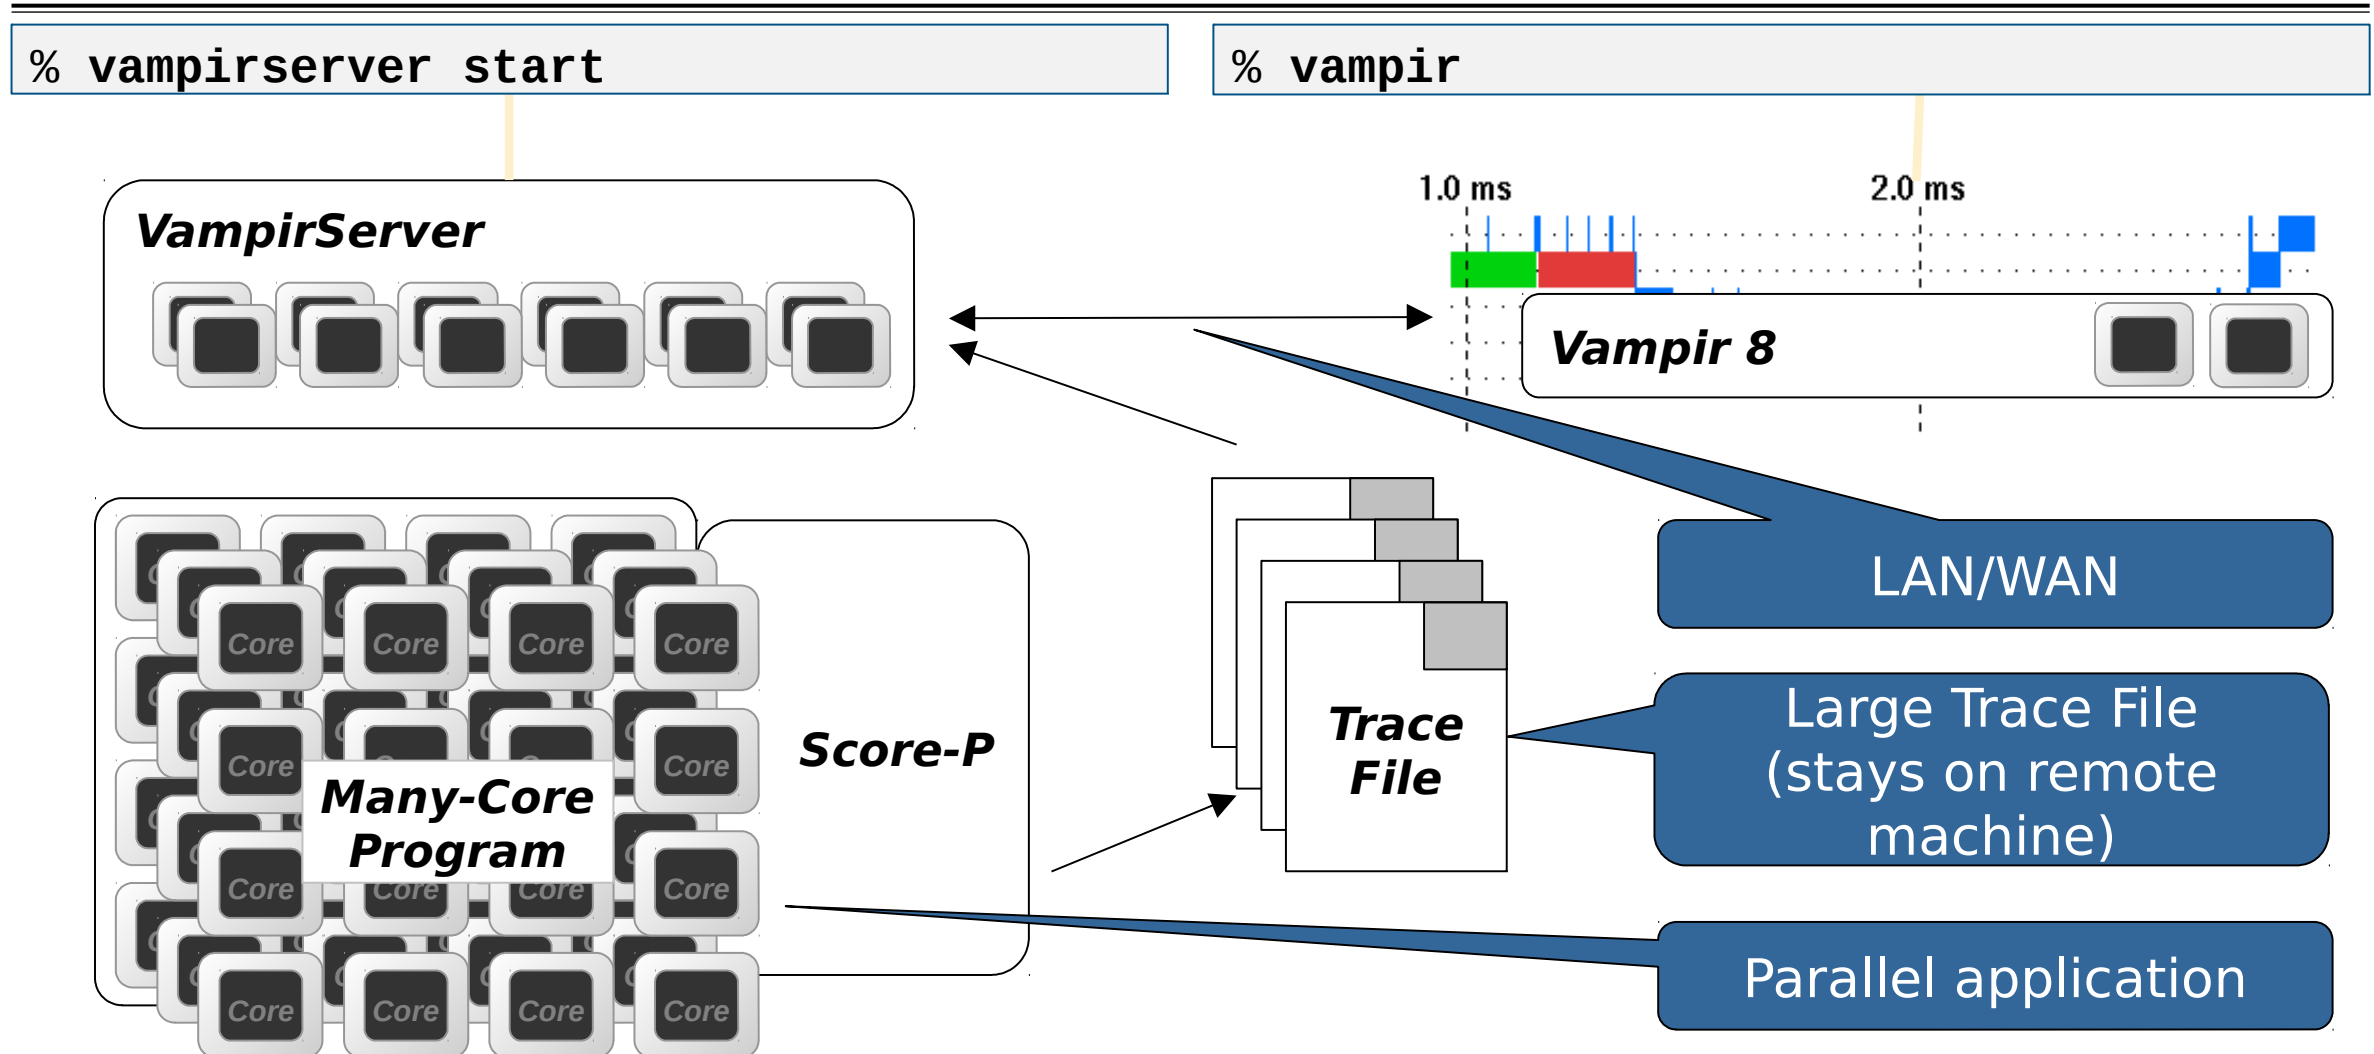 % vampirserver start
% vampir
VampirServer
1.0 ms
2.0 ms
Vampir 8
LAN/WAN
Core Core Core Core
Core Core
Score-P
Many-Core
Program
Trace
File
Large Trace File
(stays on remote
machine)
Core Core Core Core
Parallel application
Core Core Core Core